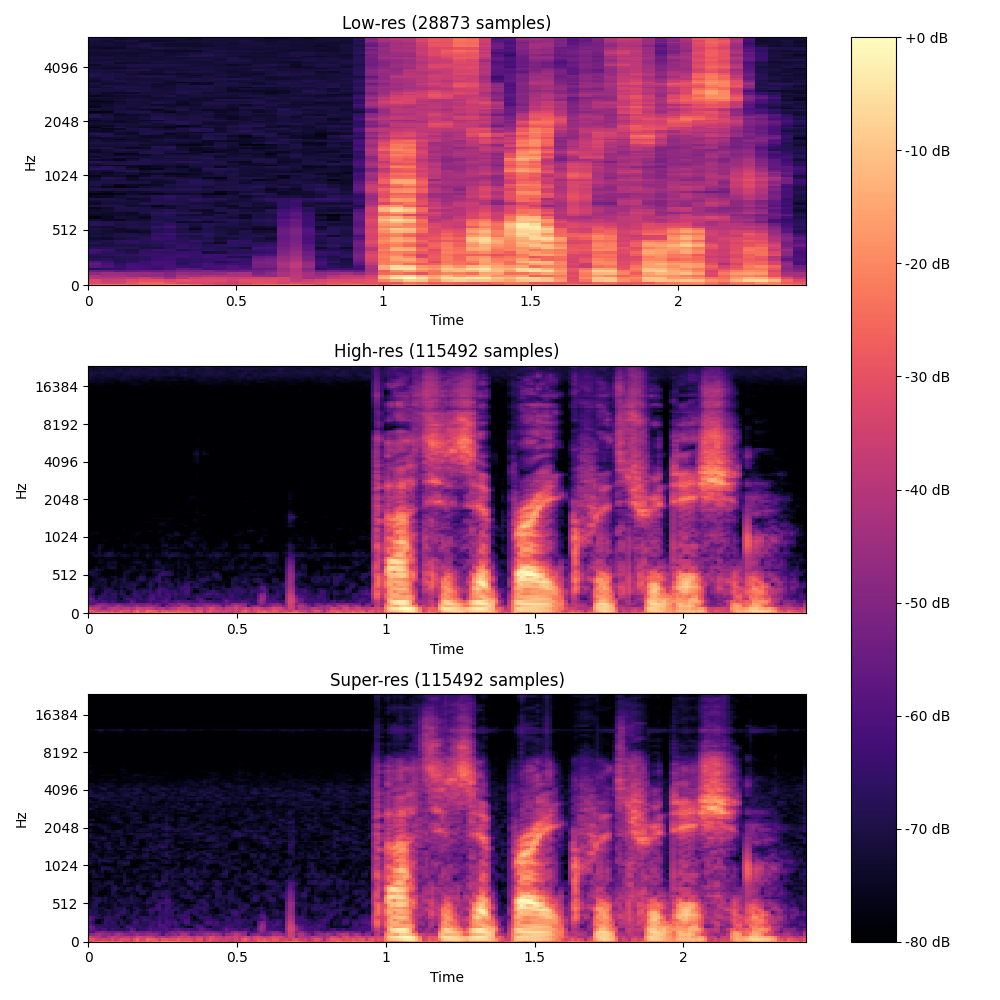 Low-res (28873 samples)
4096
2048
1024
512
0
Hz
0 0.5 1 1.5 2
Time
High-res (115492 samples)
16384
8192
4096
2048
1024
512
0
Hz
0 0.5 1 1.5 2
Time
Super-res (115492 samples)
16384
8192
4096
2048
1024
512
0
Hz
0 0.5 1 1.5 2
Time
+0 dB
-10 dB
-20 dB
-30 dB
-40 dB
-50 dB
-60 dB
-70 dB
-80 dB